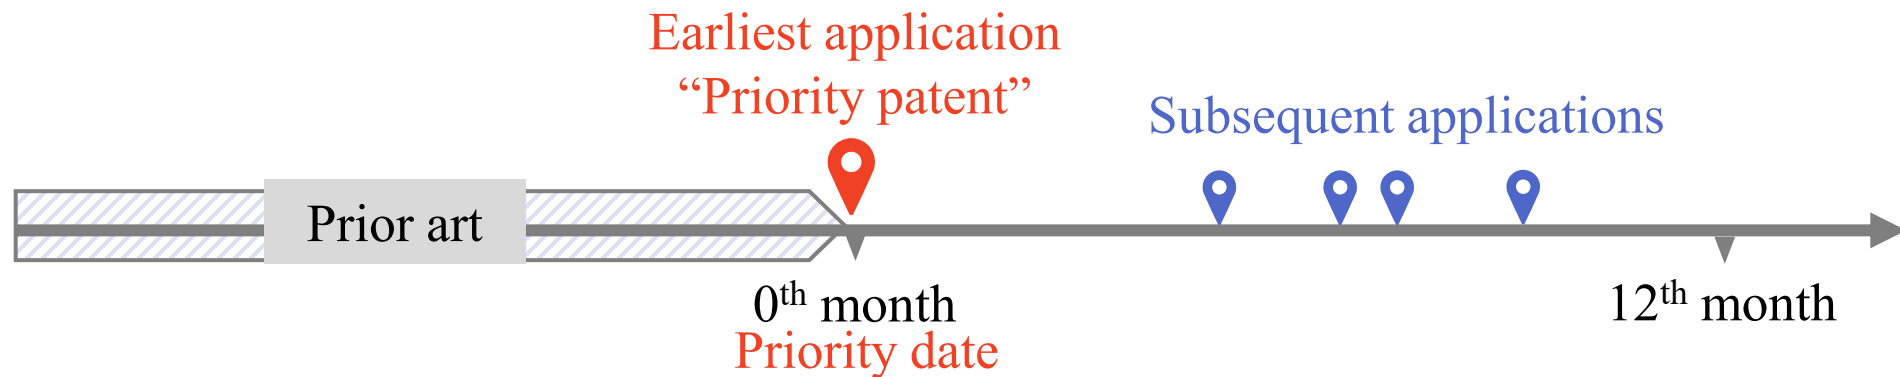 Earliest application
“Priority patent”
Subsequent applications
Prior art
0th month
12th month
Priority date